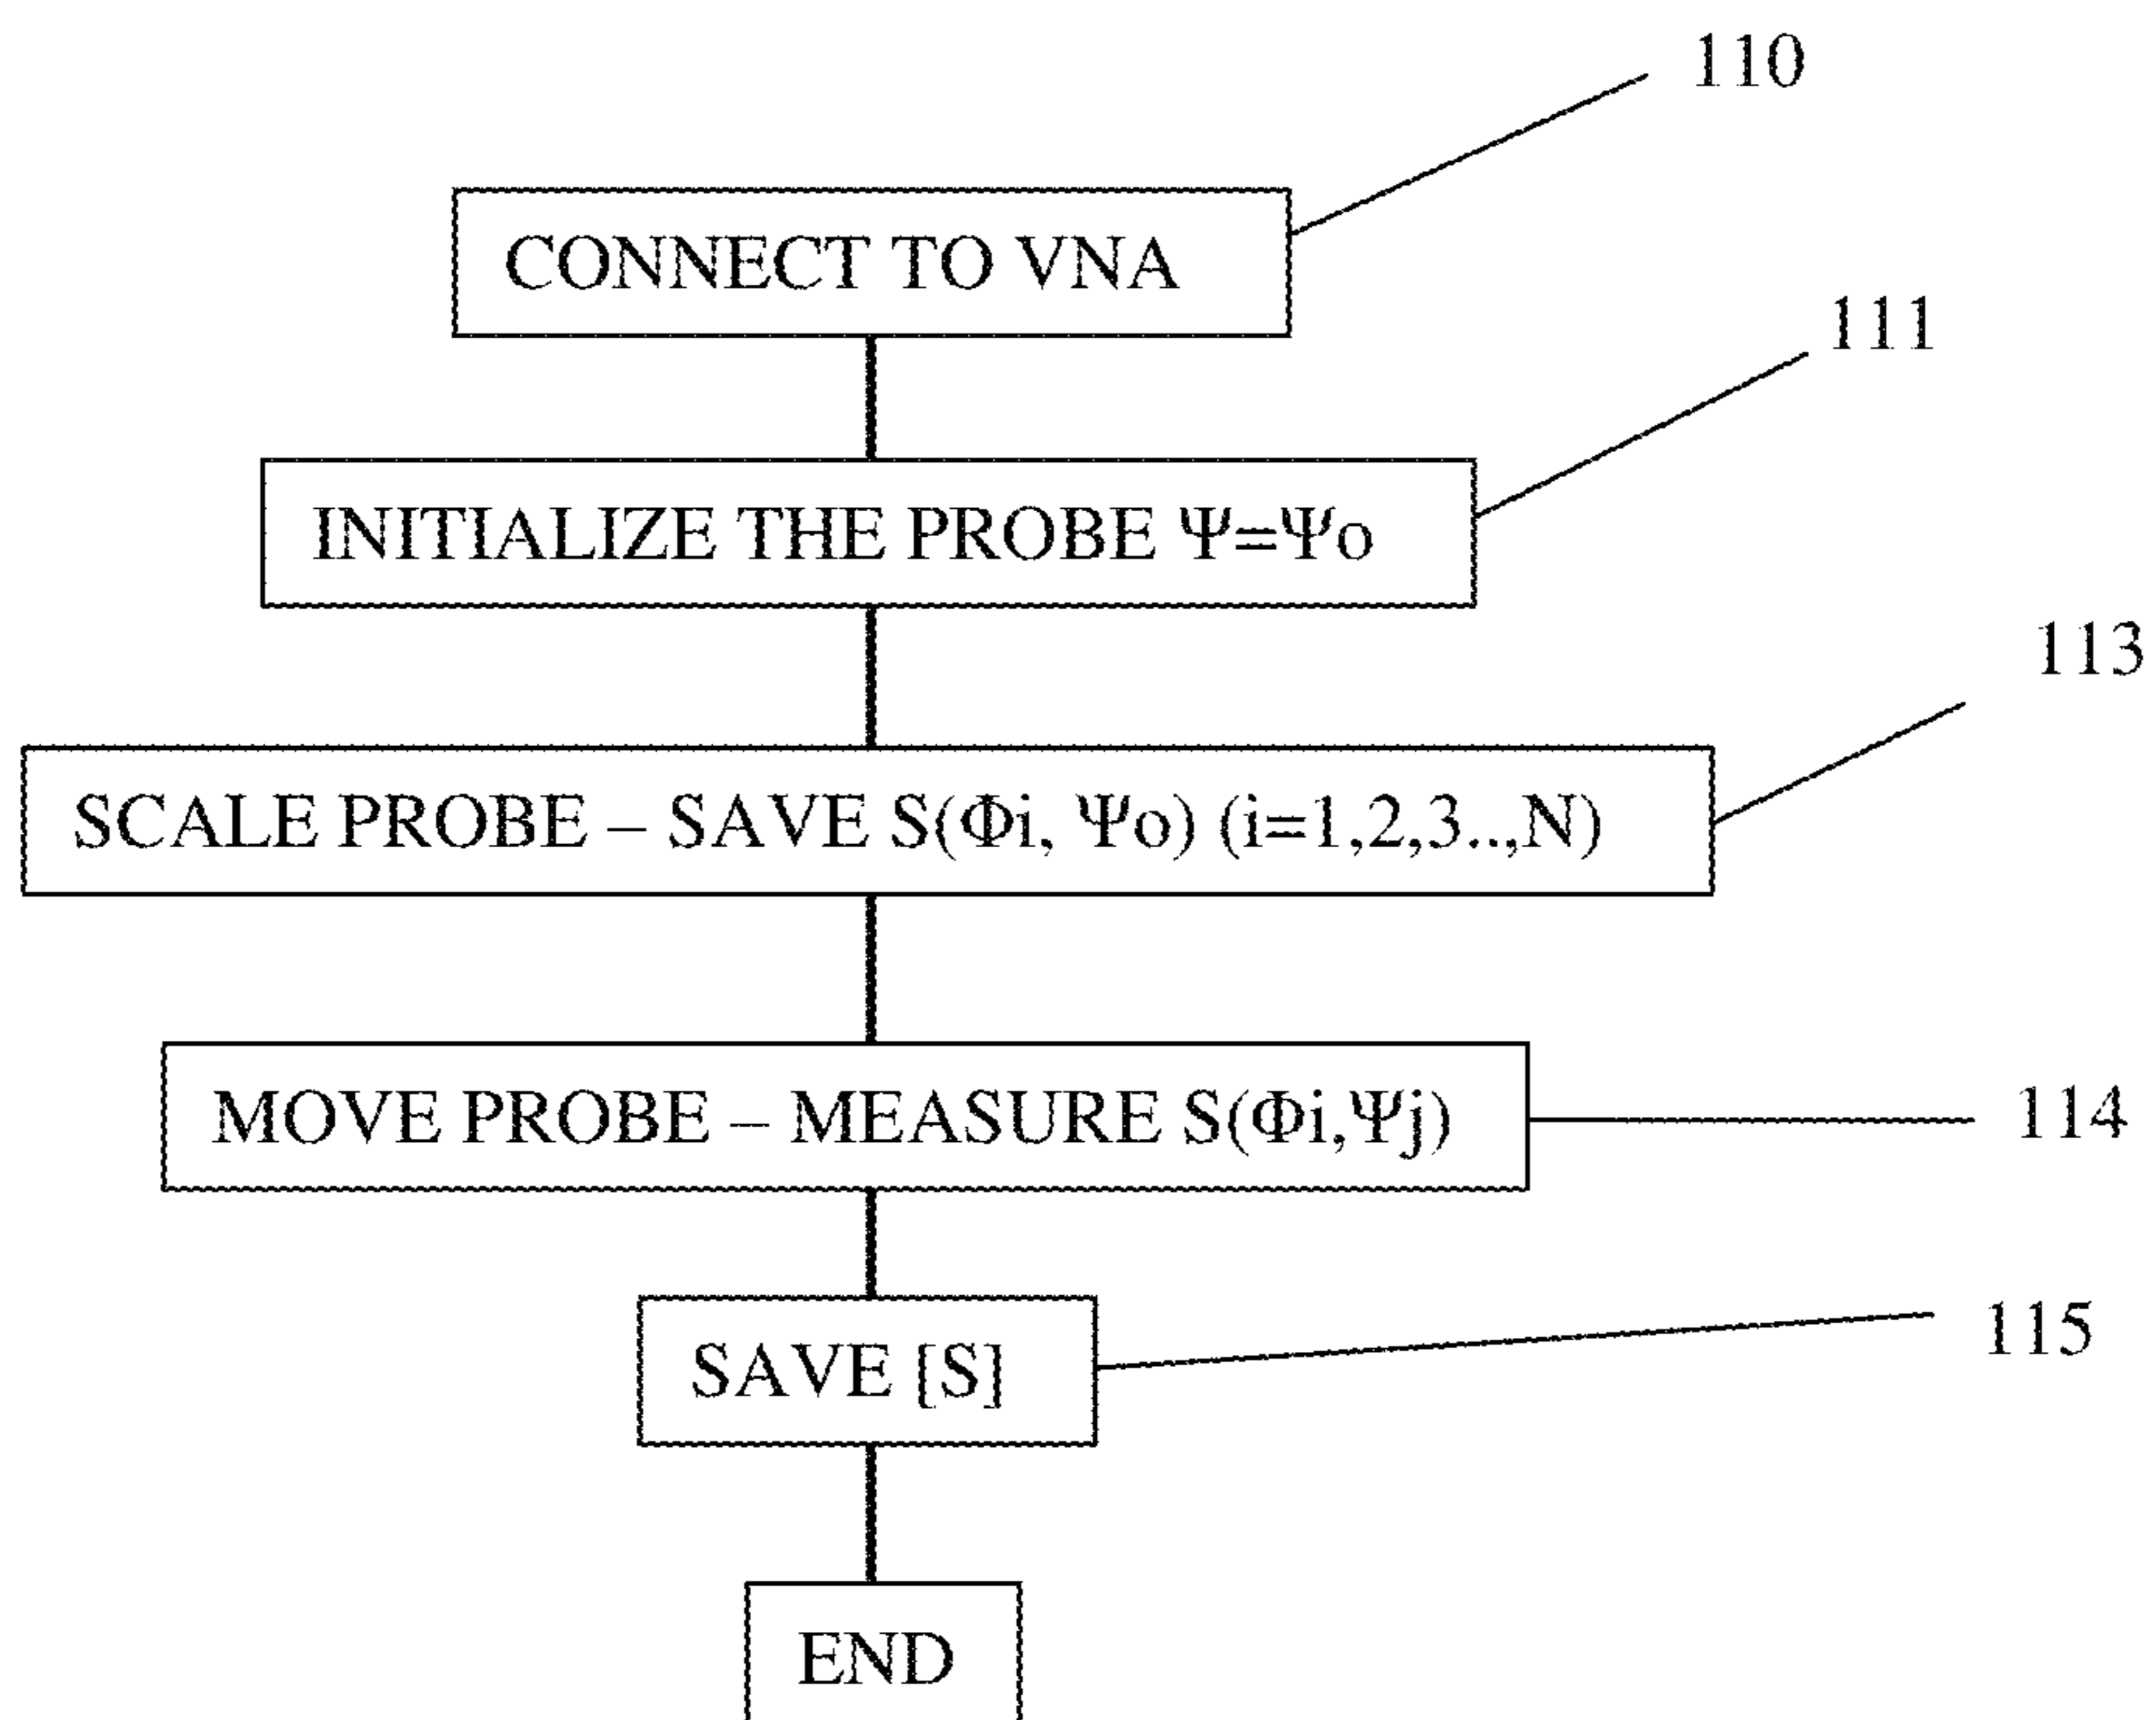 110
CONNECT TO VNA
111
INITIALIZE THE PROBE Ψ=Ψo
113
SCALE PROBE – SAVE S(Φi, Ψo) (i=1,2,3..,N)
MOVE PROBE – MEASURE S(Φi,Ψj)
114
SAVE [S]
115
END